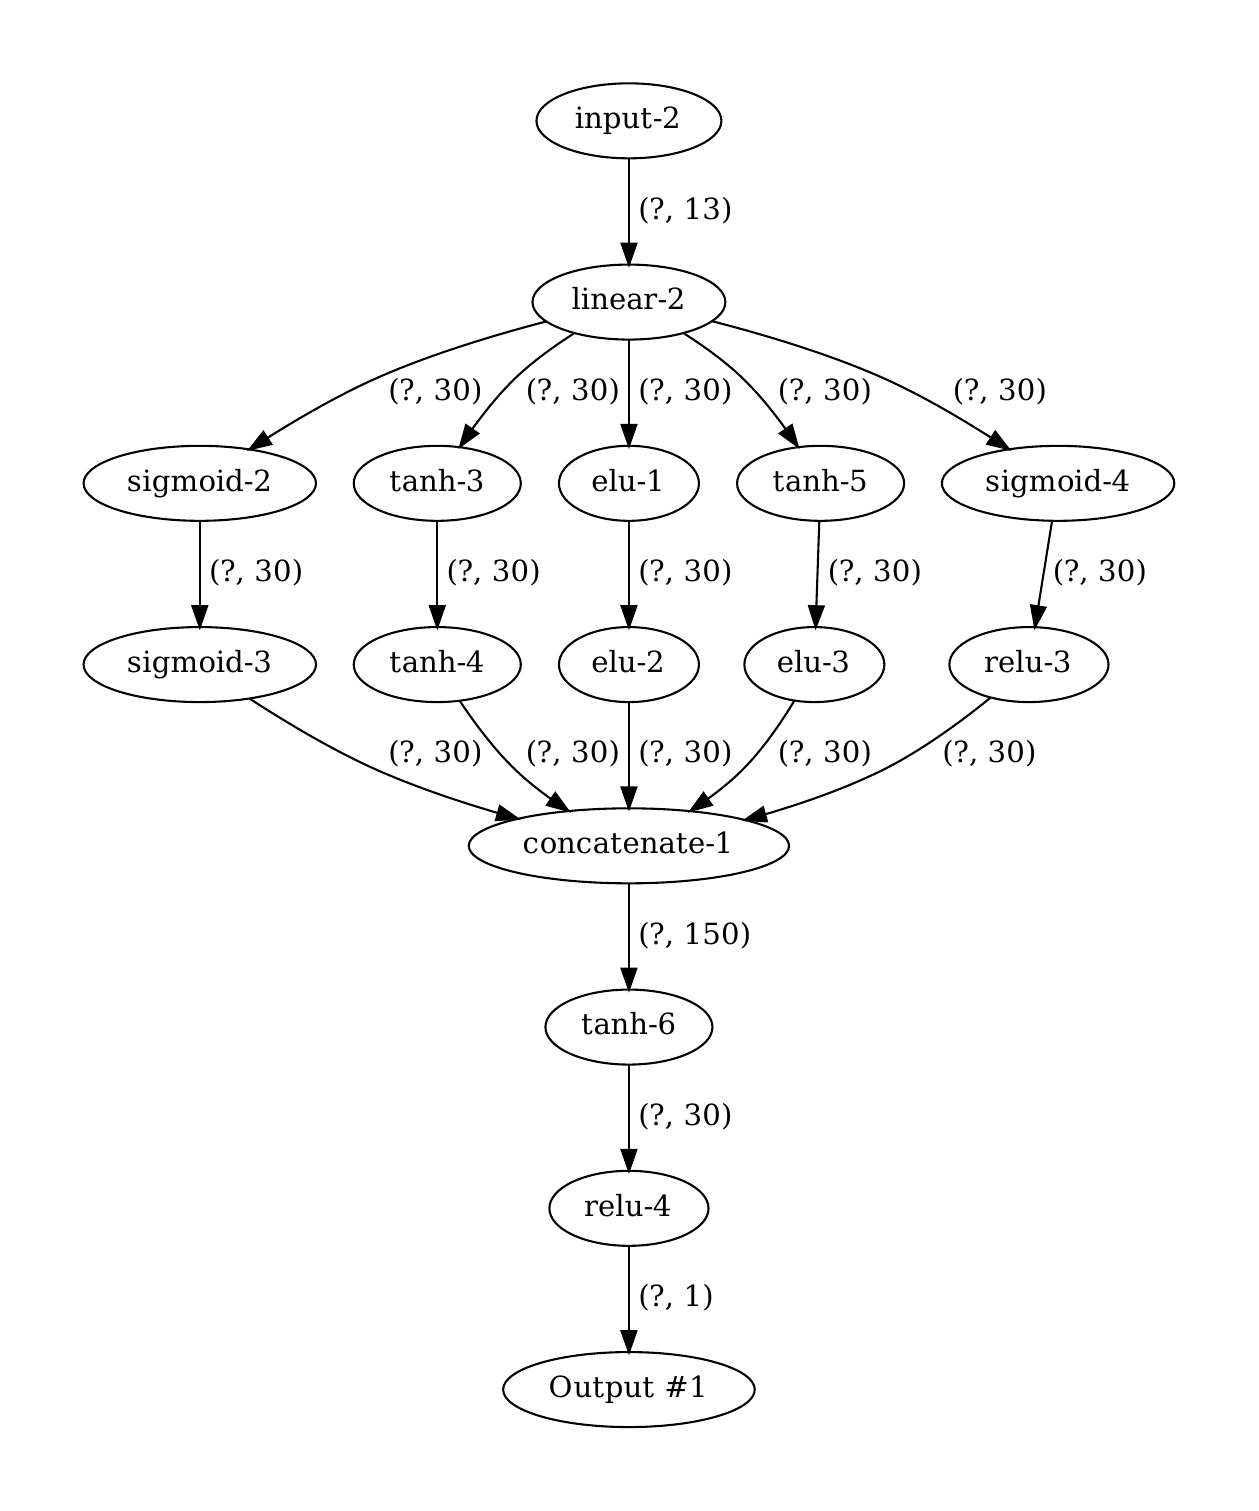 input-2
(?, 13)
linear-2
(?, 30) (?, 30) (?, 30) (?, 30) (?, 30)
sigmoid-2 tanh-3 elu-1 tanh-5 sigmoid-4
(?, 30) (?, 30) (?, 30) (?, 30) (?, 30)
sigmoid-3 tanh-4 elu-2 elu-3 relu-3
(?, 30) (?, 30) (?, 30) (?, 30) (?, 30)
concatenate-1
(?, 150)
tanh-6
(?, 30)
relu-4
(?, 1)
Output #1